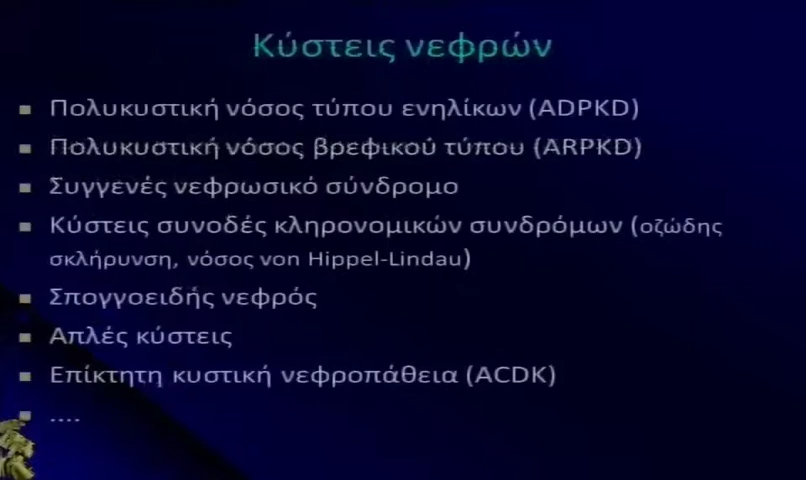 Κύστεις νεφρών
▪ Πολυκυστική νόσος τύπου ενηλίκων (ADPKD)
▪ Πολυκυστική νόσος βρεφικού τύπου (ARPKD)
▪ Συγγενές νεφρωσικό σύνδρομο
▪ Κύστεις συνοδές κληρονομικών συνδρόμων (οζώδης
σκλήρυνση, νόσος von Hippel-Lindau)
▪ Σπογγοειδής νεφρός
▪ Απλές κύστεις
▪ Επίκτητη κυστική νεφροπάθεια (ACDK)
▪ ....